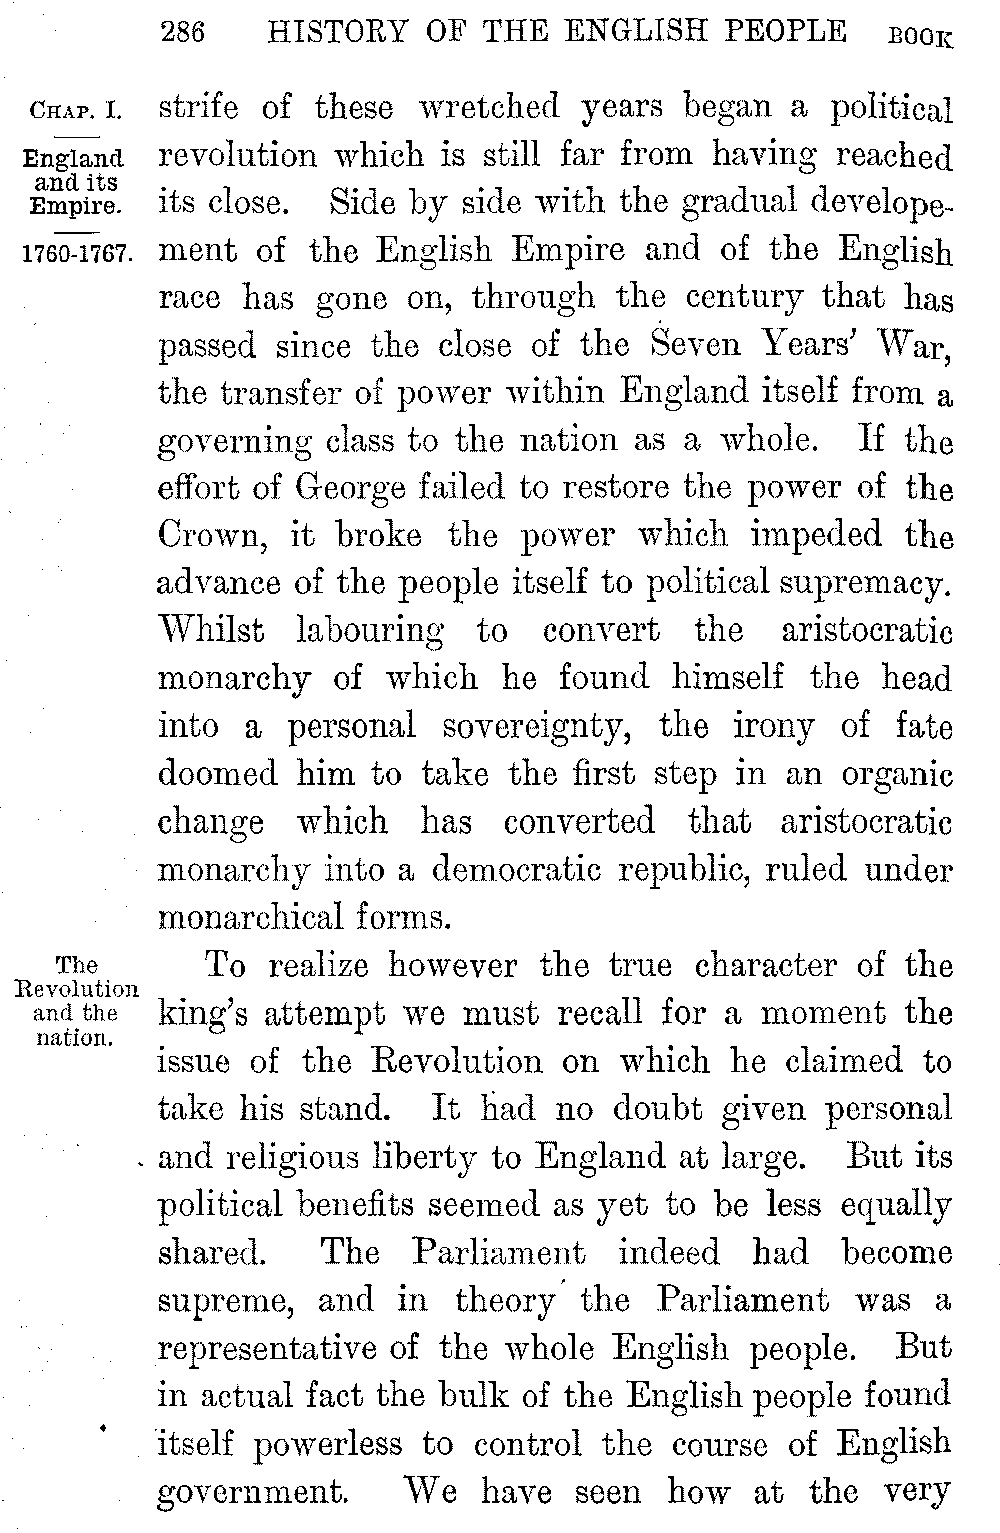 286 HISTORY OF THE ENGLISH PEOPLE BOOK
CHAP. I.
England
and its
Empire.
1760-1767.
strife of these wretched years began a political
revolution which is still far from having reached
its close. Side by side with the gradual develope-
ment of the English Empire and of the English
race has gone on, through the century that has
passed since the close of the Seven Years' War,
the transfer of power within England itself from a
governing class to the nation as a whole. If the
effort of George failed to restore the power of the
Crown, it broke the power which impeded the
advance of the people itself to political supremacy.
Whilst labouring to convert the aristocratic
monarchy of which he found himself the head
into a personal sovereignty, the irony of fate
doomed him to take the first step in an organic
change which has converted that aristocratic
monarchy into a democratic republic, ruled under
monarchical forms.
The
Revolution
and the
nation.
To realize however the true character of the
king's attempt we must recall for a moment the
issue of the Revolution on which he claimed to
take his stand. It had no doubt given personal
and religious liberty to England at large. But its
political benefits seemed as yet to be less equally
shared. The Parliament indeed had become
supreme, and in theory the Parliament was a
representative of the whole English people. But
in actual fact the bulk of the English people found
itself powerless to control the course of English
government. We have seen how at the very